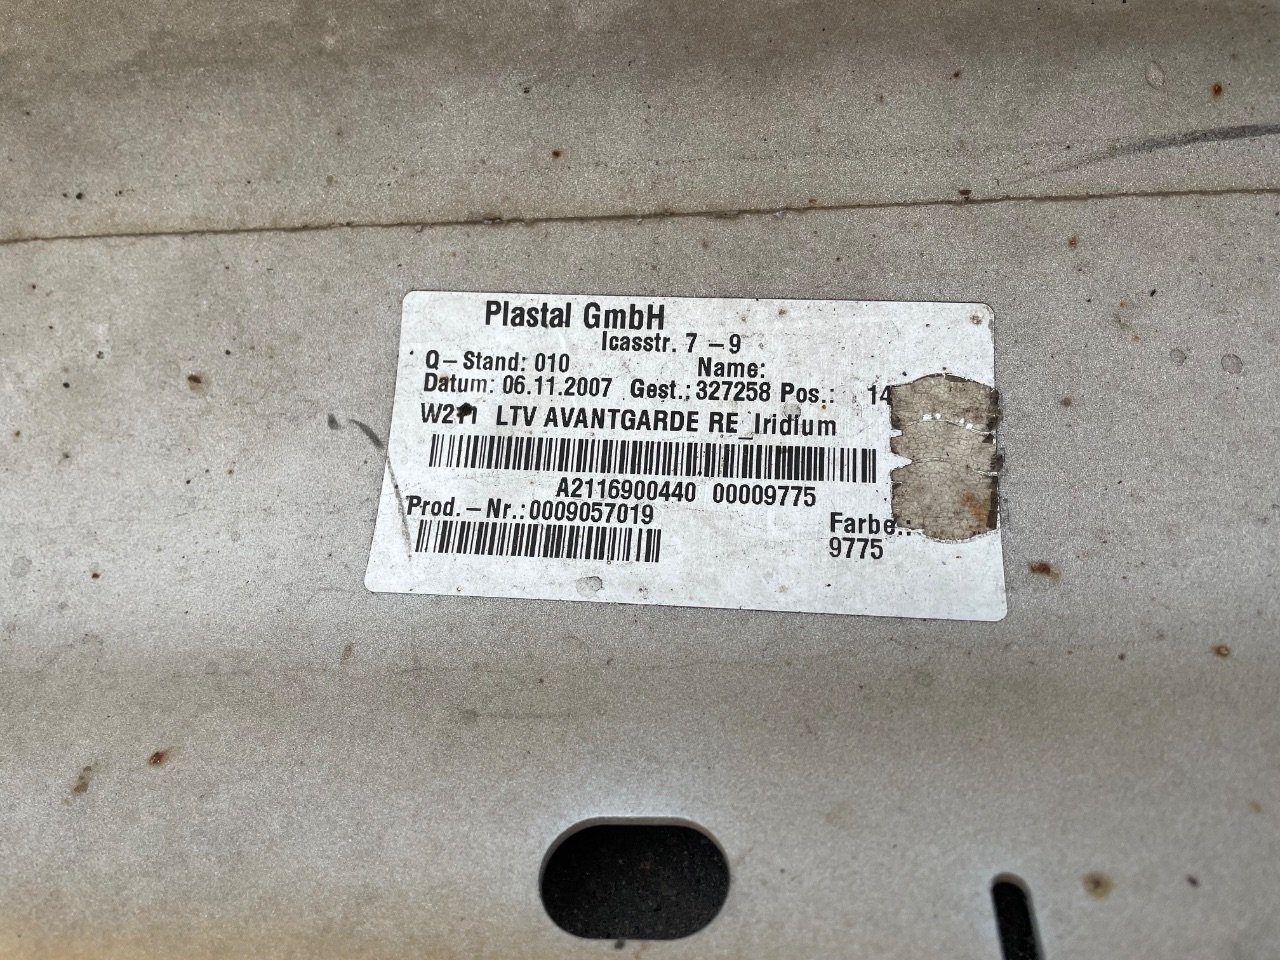 Plastal GmbH
Icasstr. 7 - 9
Q-Stand: 010 Name:
Datum: 06.11.2007 Gest.: 327258 Pos.: 14
W211 LTV AVANTGARDE RE_Iridium
A2116900440 00009775
Prod.-Nr.:0009057019
Farbe.:
9775